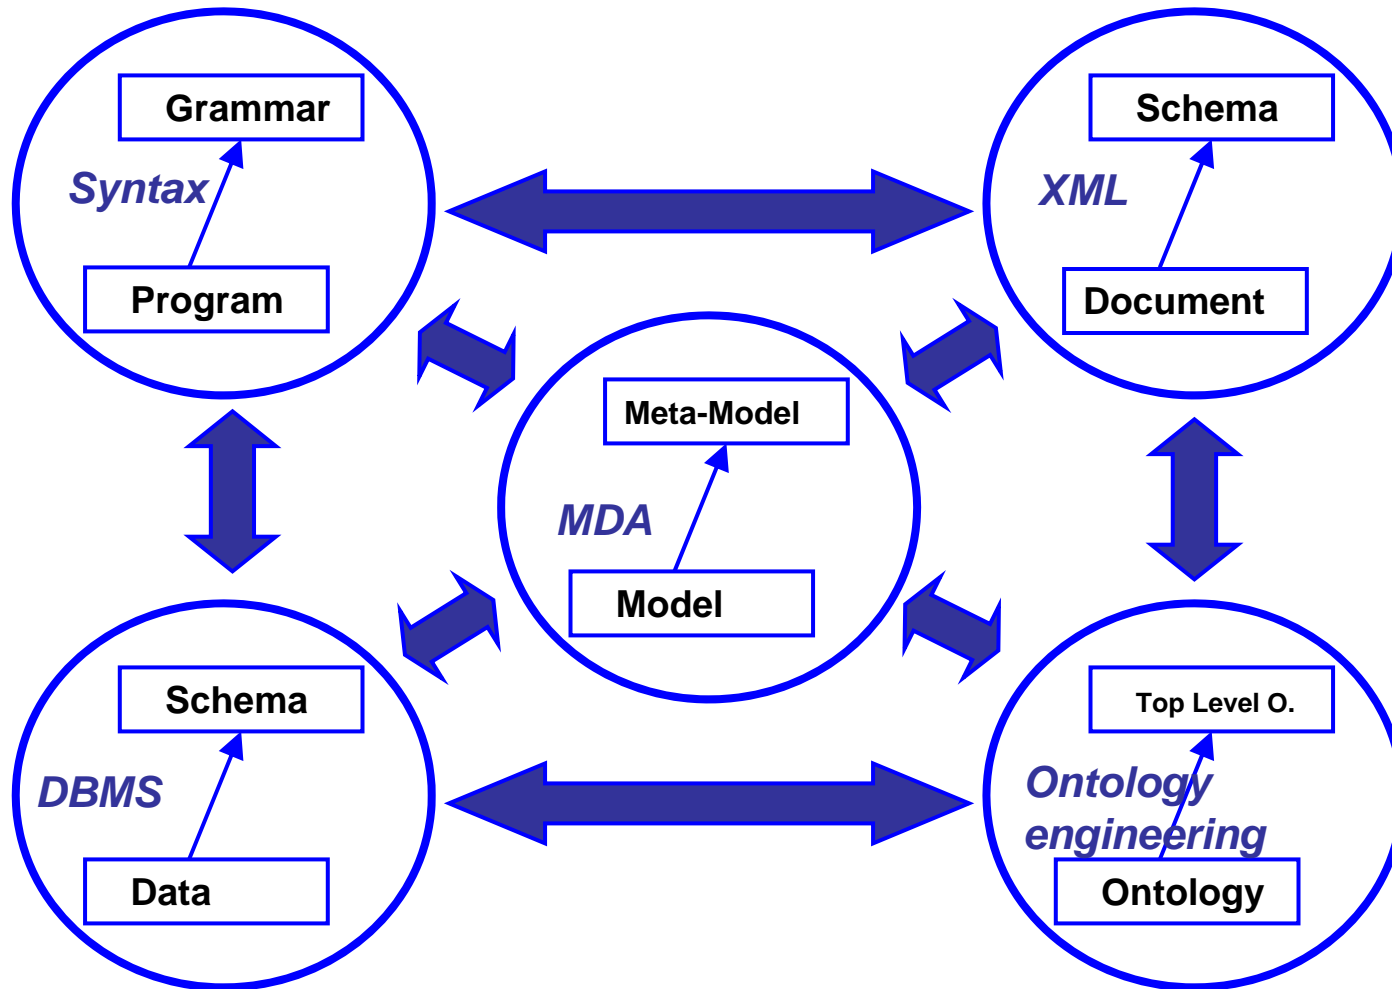 Grammar
Syntax
Program
Schema
XML
Document
Meta-Model
MDA
Model
Schema
DBMS
Data
Top Level O.
Ontology
engineering
Ontology